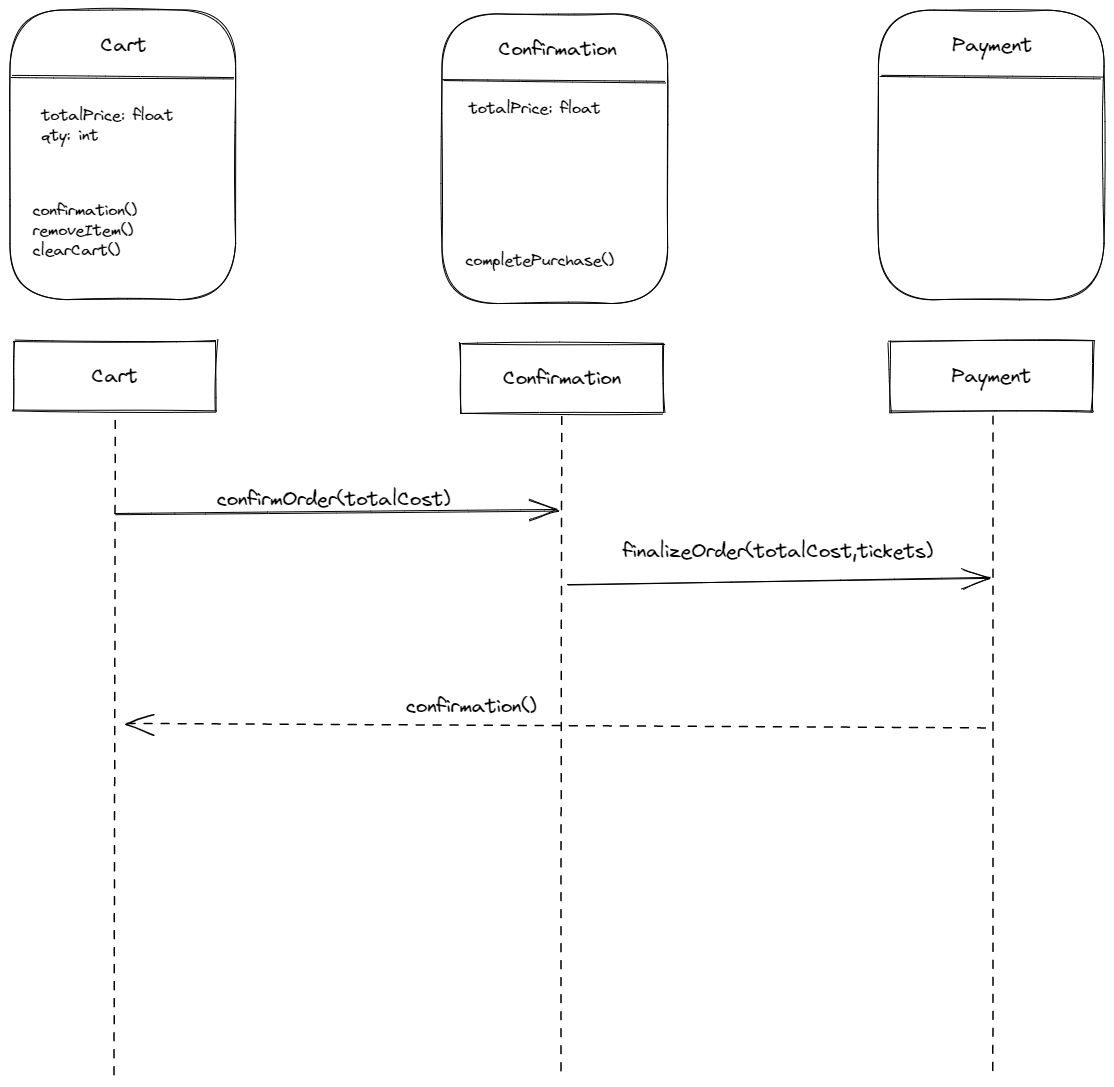 Cart
totalPrice: float
qty: int
confirmation()
removeItem()
clearCart()
Confirmation
totalPrice: float
completePurchase()
Payment
Cart
Confirmation
Payment
confirmOrder(totalCost)
finalizeOrder(totalCost,tickets)
confirmation()